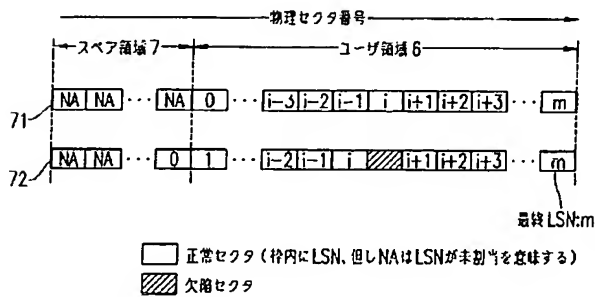 物理セクタ番号
スペア領域7 ユーザ領域6
71 NA NA ··· NA 0 ··· i-3 i-2 i-1 i i+1 i+2 i+3 ··· m
72 NA NA ··· 0 1 ··· i-2 i-1 i i+1 i+2 i+3 ··· m
最終LSN:m
正常セクタ(枠内にLSN、但しNAはLSNが未割当を意味する)
欠陥セクタ